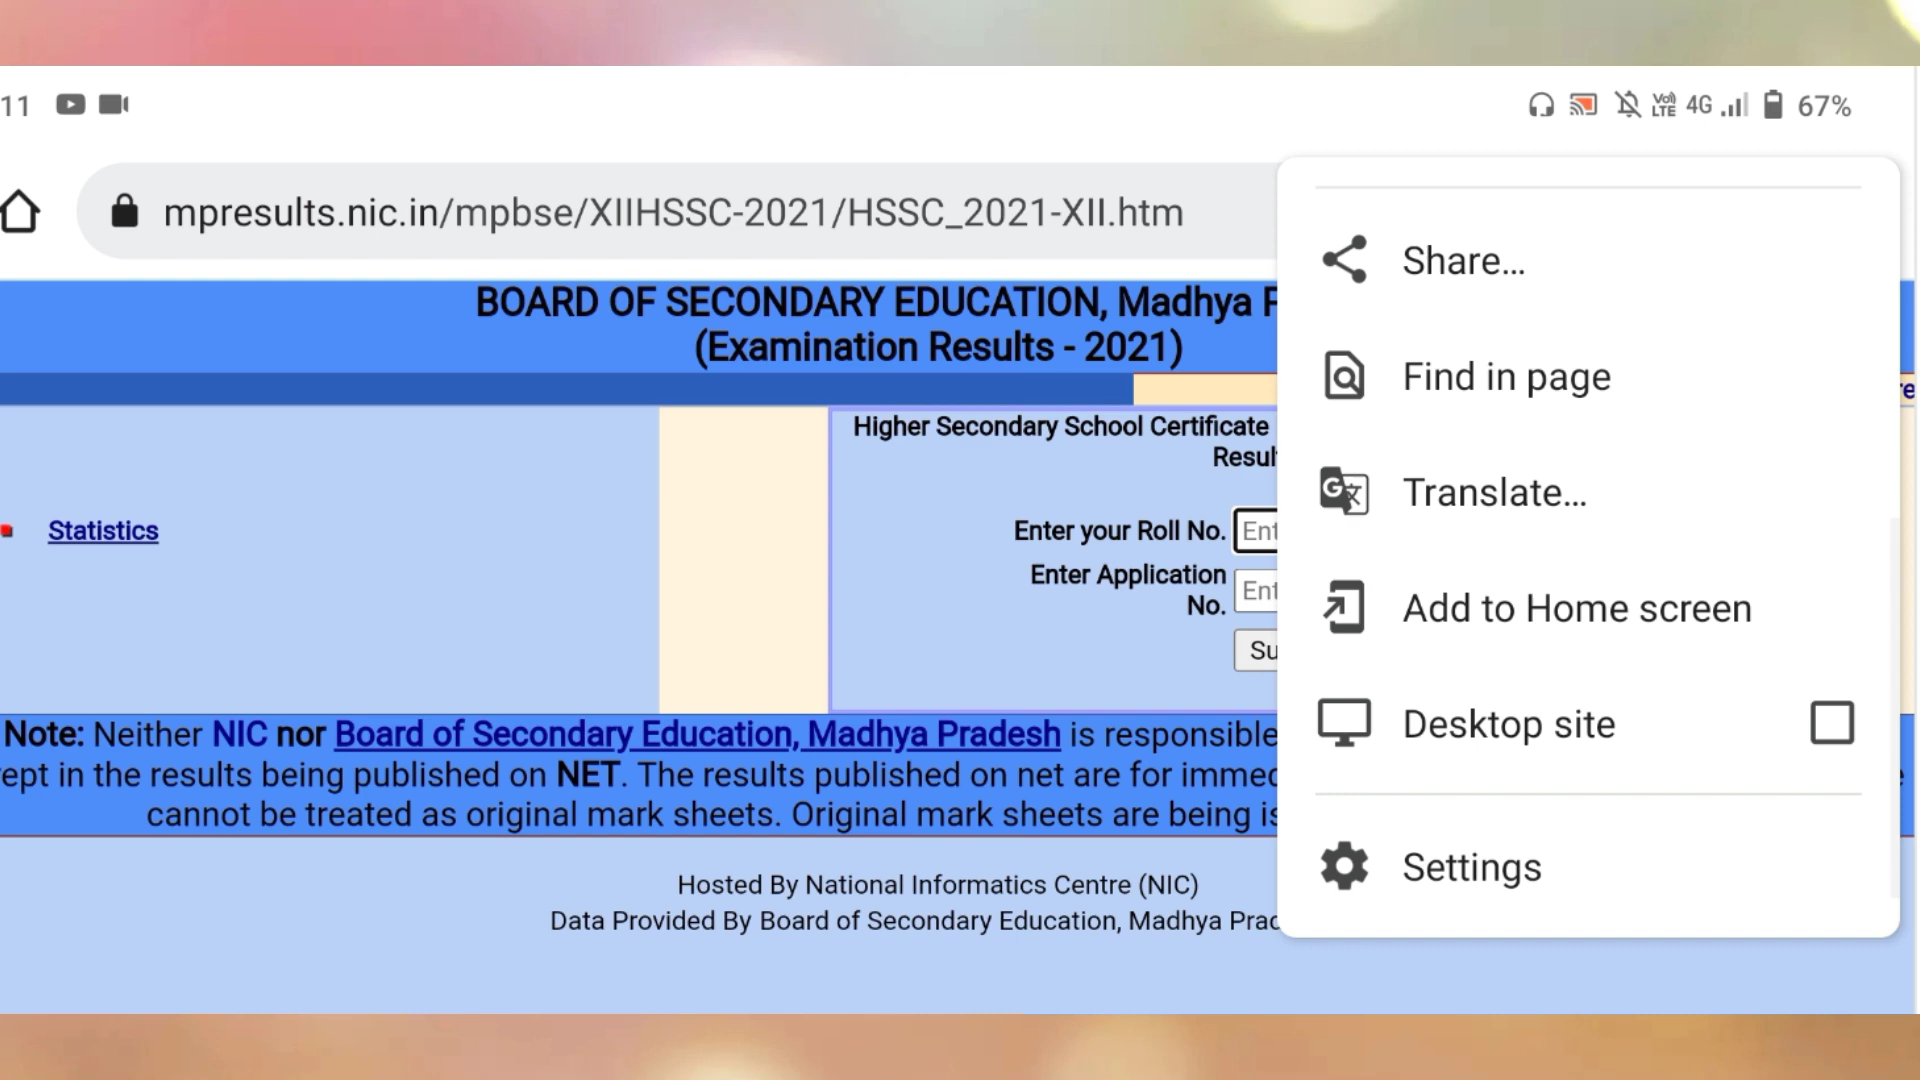 11
4G 67%
mpresults.nic.in/mpbse/XIIHSSC-2021/HSSC_2021-XII.htm
BOARD OF SECONDARY EDUCATION, Madhya
(Examination Results - 2021)
Higher Secondary School Certificate
Enter your Roll No.
Enter Application
No.
Statistics
Note: Neither NIC nor Board of Secondary Education, Madhya Pradesh is responsible
in the results being published on NET. The results published on net are for
cannot be treated as original mark sheets. Original mark sheets are being
Hosted By National Informatics Centre (NIC)
Data Provided By Board of Secondary Education, Madhya
Share...
Find in page
Translate...
Add to Home screen
Desktop site
Settings